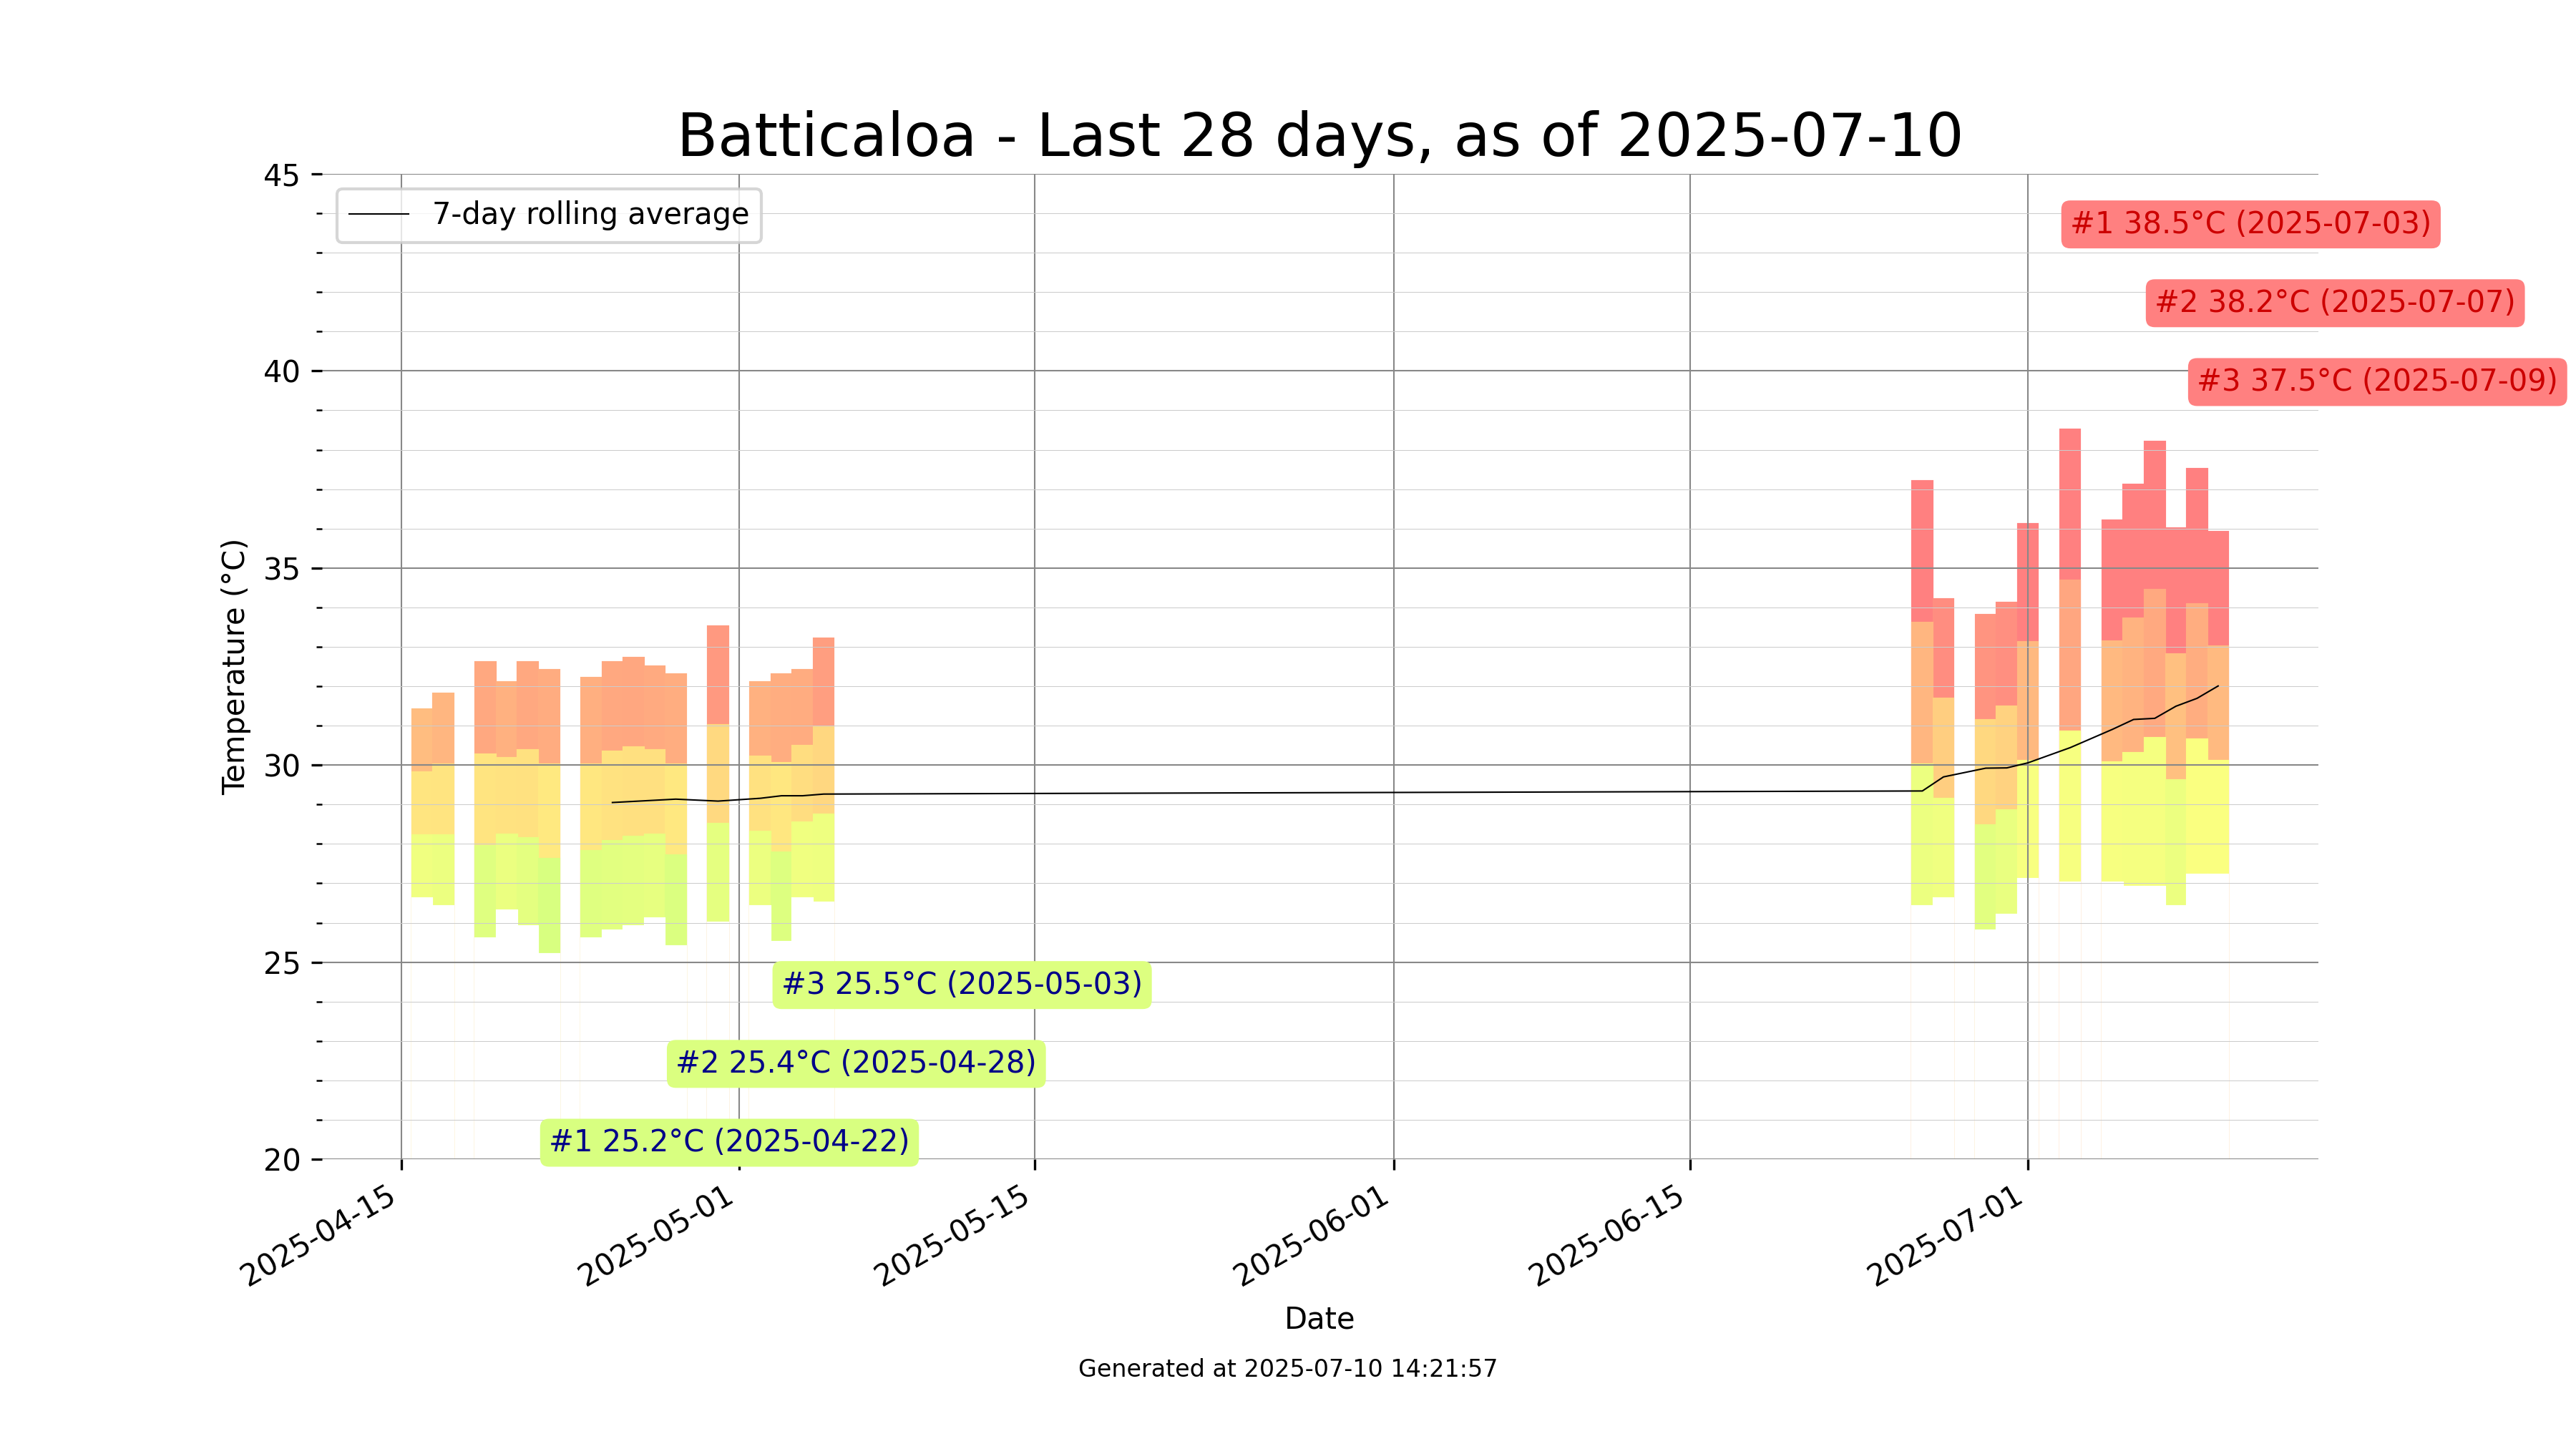 Batticaloa - Last 28 days, as of 2025-07-10
7-day rolling average
#1 38.5°C (2025-07-03)
#2 38.2°C (2025-07-07)
#3 37.5°C (2025-07-09)
45
40
35
30
25
20
Temperature (°C)
#3 25.5°C (2025-05-03)
#2 25.4°C (2025-04-28)
#1 25.2°C (2025-04-22)
2025-04-15
2025-05-01
2025-05-15
2025-06-01
2025-06-15
2025-07-01
Date
Generated at 2025-07-10 14:21:57